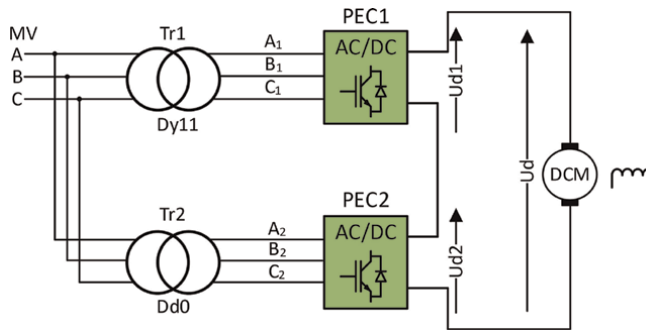 MV
A
B
C
Tr1
Dy11
A1
B1
C1
PEC1
AC/DC
Ud1
Ud
DCM
Tr2
Dd0
A2
B2
C2
PEC2
AC/DC
Ud2